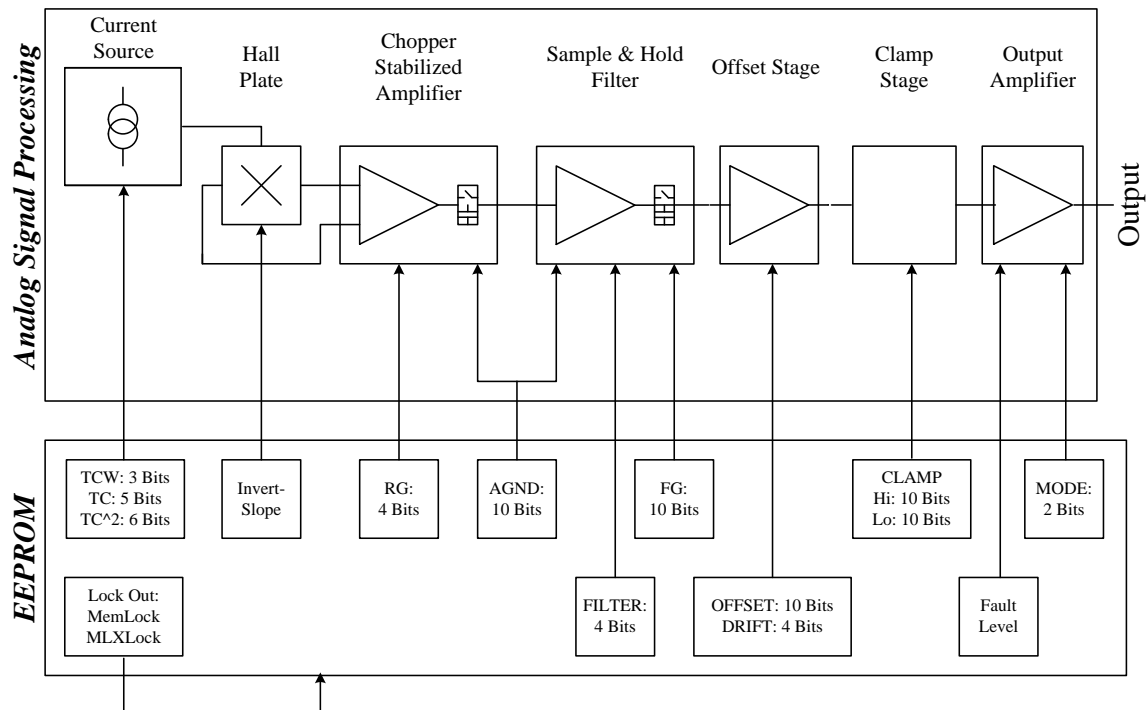 Analog Signal Processing
Current
Source
Hall
Plate
Chopper
Stabilized
Amplifier
Sample & Hold
Filter
Offset Stage
Clamp
Stage
Output
Amplifier
Output
EEPROM
TCW: 3 Bits
TC: 5 Bits
TC^2: 6 Bits
Invert-
Slope
RG:
4 Bits
AGND:
10 Bits
FG:
10 Bits
CLAMP
Hi: 10 Bits
Lo: 10 Bits
MODE:
2 Bits
Lock Out:
MemLock
MLXLock
FILTER:
4 Bits
OFFSET: 10 Bits
DRIFT: 4 Bits
Fault
Level